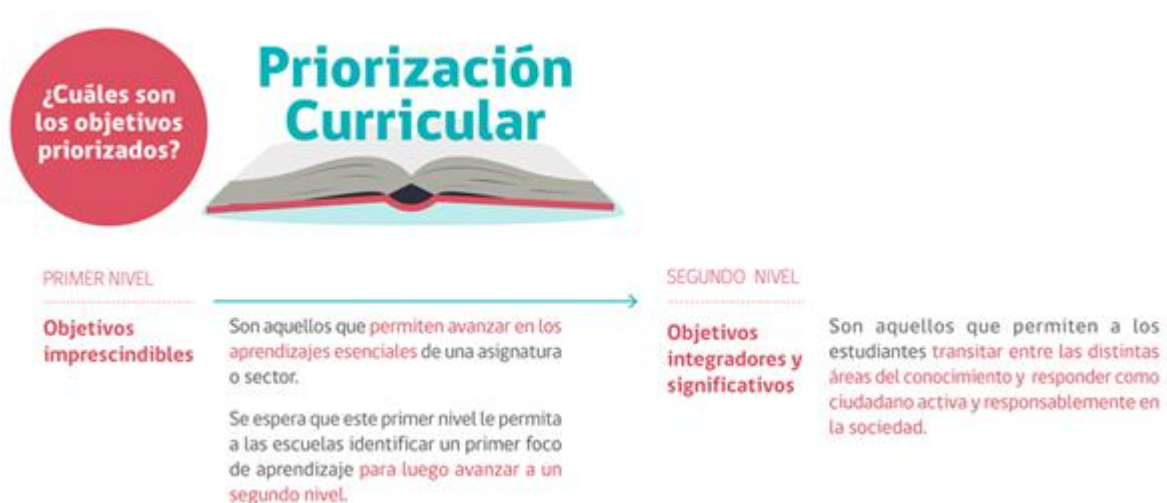 ¿Cuáles son
los objetivos
priorizados?
Priorización
Curricular
PRIMER NIVEL
Objetivos
imprescindibles
Son aquellos que permiten avanzar en los
aprendizajes esenciales de una asignatura
o sector.
Se espera que este primer nivel le permita
a las escuelas identificar un primer foco
de aprendizaje para luego avanzar a un
segundo nivel.
SEGUNDO NIVEL
Objetivos
integradores y
significativos
Son aquellos que permiten a los
estudiantes transitar entre las distintas
áreas del conocimiento y responder como
ciudadano activa y responsablemente en
la sociedad.